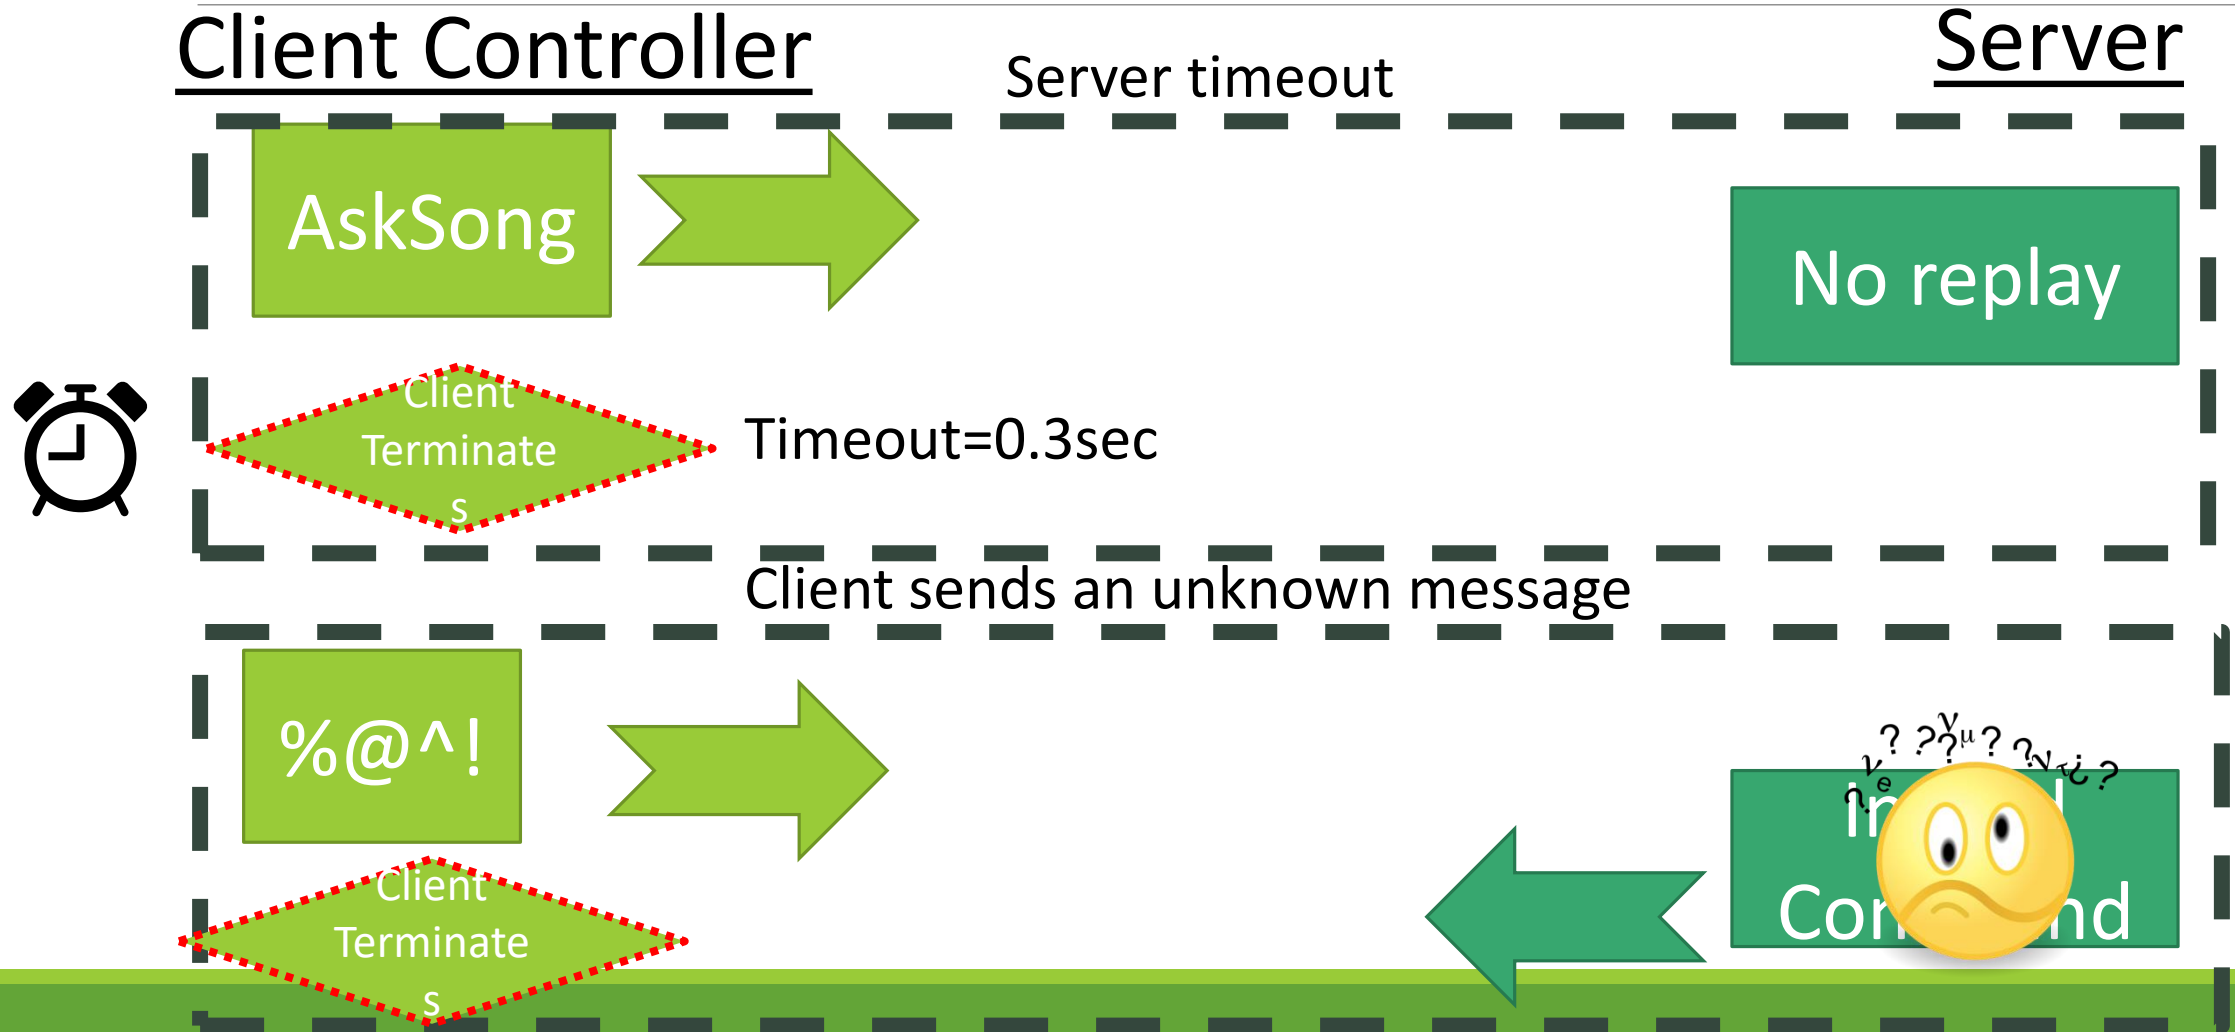 Client Controller
Server timeout
Server
AskSong
No replay
Client
Terminate
s
Timeout=0.3sec
Client sends an unknown message
%@^!
? ? ν ? μ ? ? ν τ ¿ ?
ν e ?
Client
Terminate
s